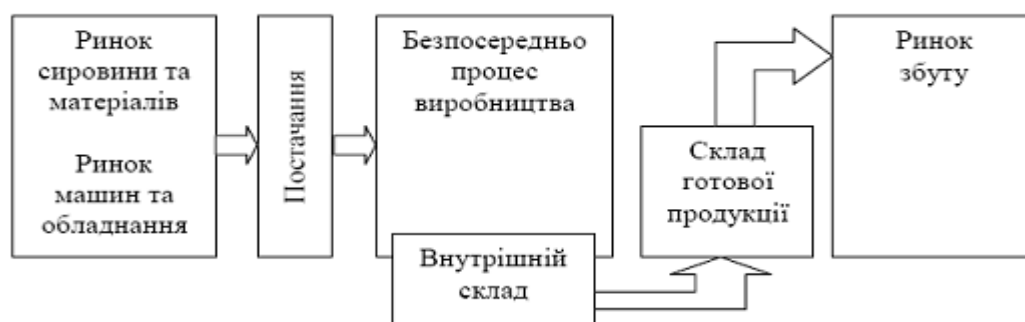 Ринок
сировини та
матеріалів
Ринок
машин та
обладнання
Постачання
Безпосередньо
процес
виробництва
Внутрішній
склад
Склад
готової
продукції
Ринок
збуту